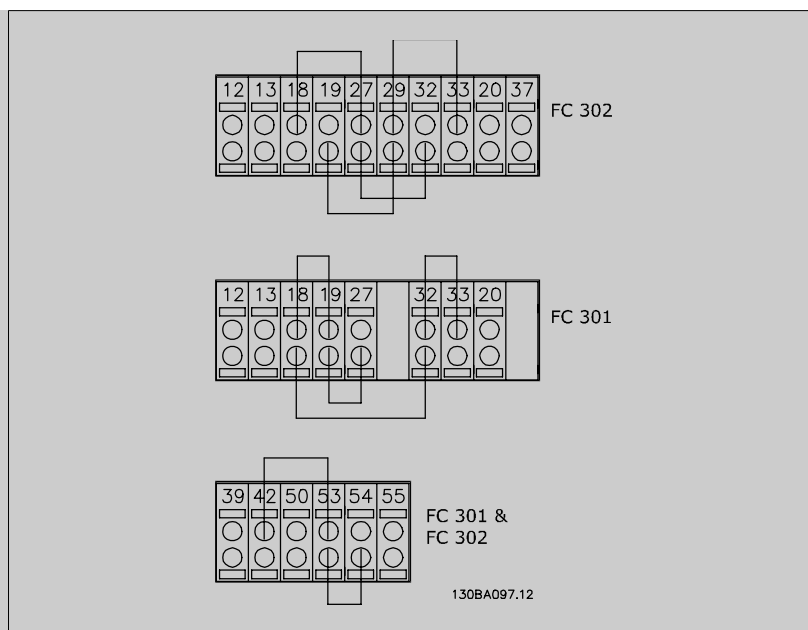 12 13 18 19 27 29 32 33 20 37
FC 302
12 13 18 19 27 32 33 20
FC 301
39 42 50 53 54 55
FC 301 &
FC 302
130BA097.12